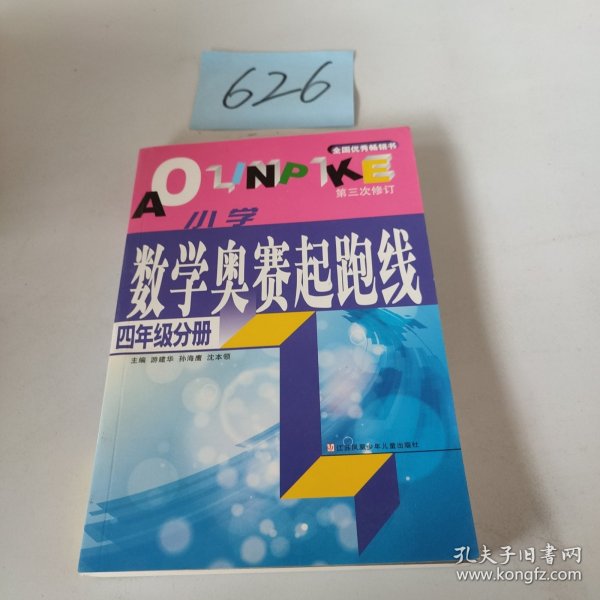 626
全国优秀畅销书
AOLINPIKE
第三次修订
小学
数学奥赛起跑线
四年级分册
主编 游建华 孙海鹰 沈本领
江苏凤凰少年儿童出版社
孔夫子旧书网
www.kongfz.com